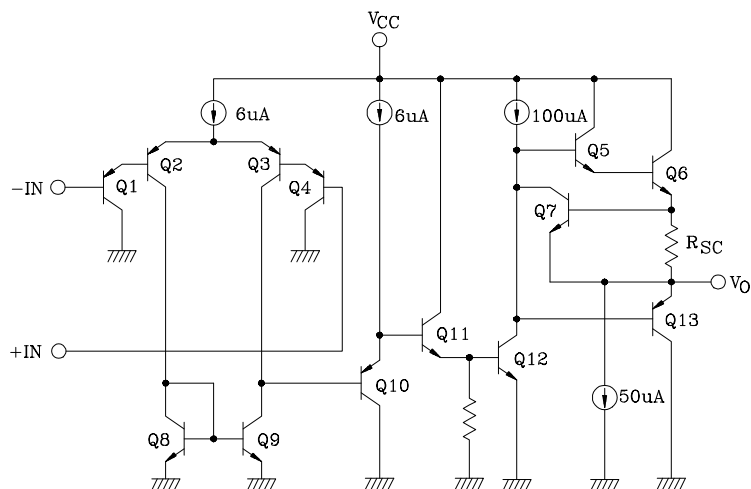 VCC
6uA
6uA
100uA
Q5
Q2
Q3
Q6
−IN
Q1
Q4
Q7
RSC
VO
Q11
Q13
+IN
Q12
Q10
50uA
Q8
Q9